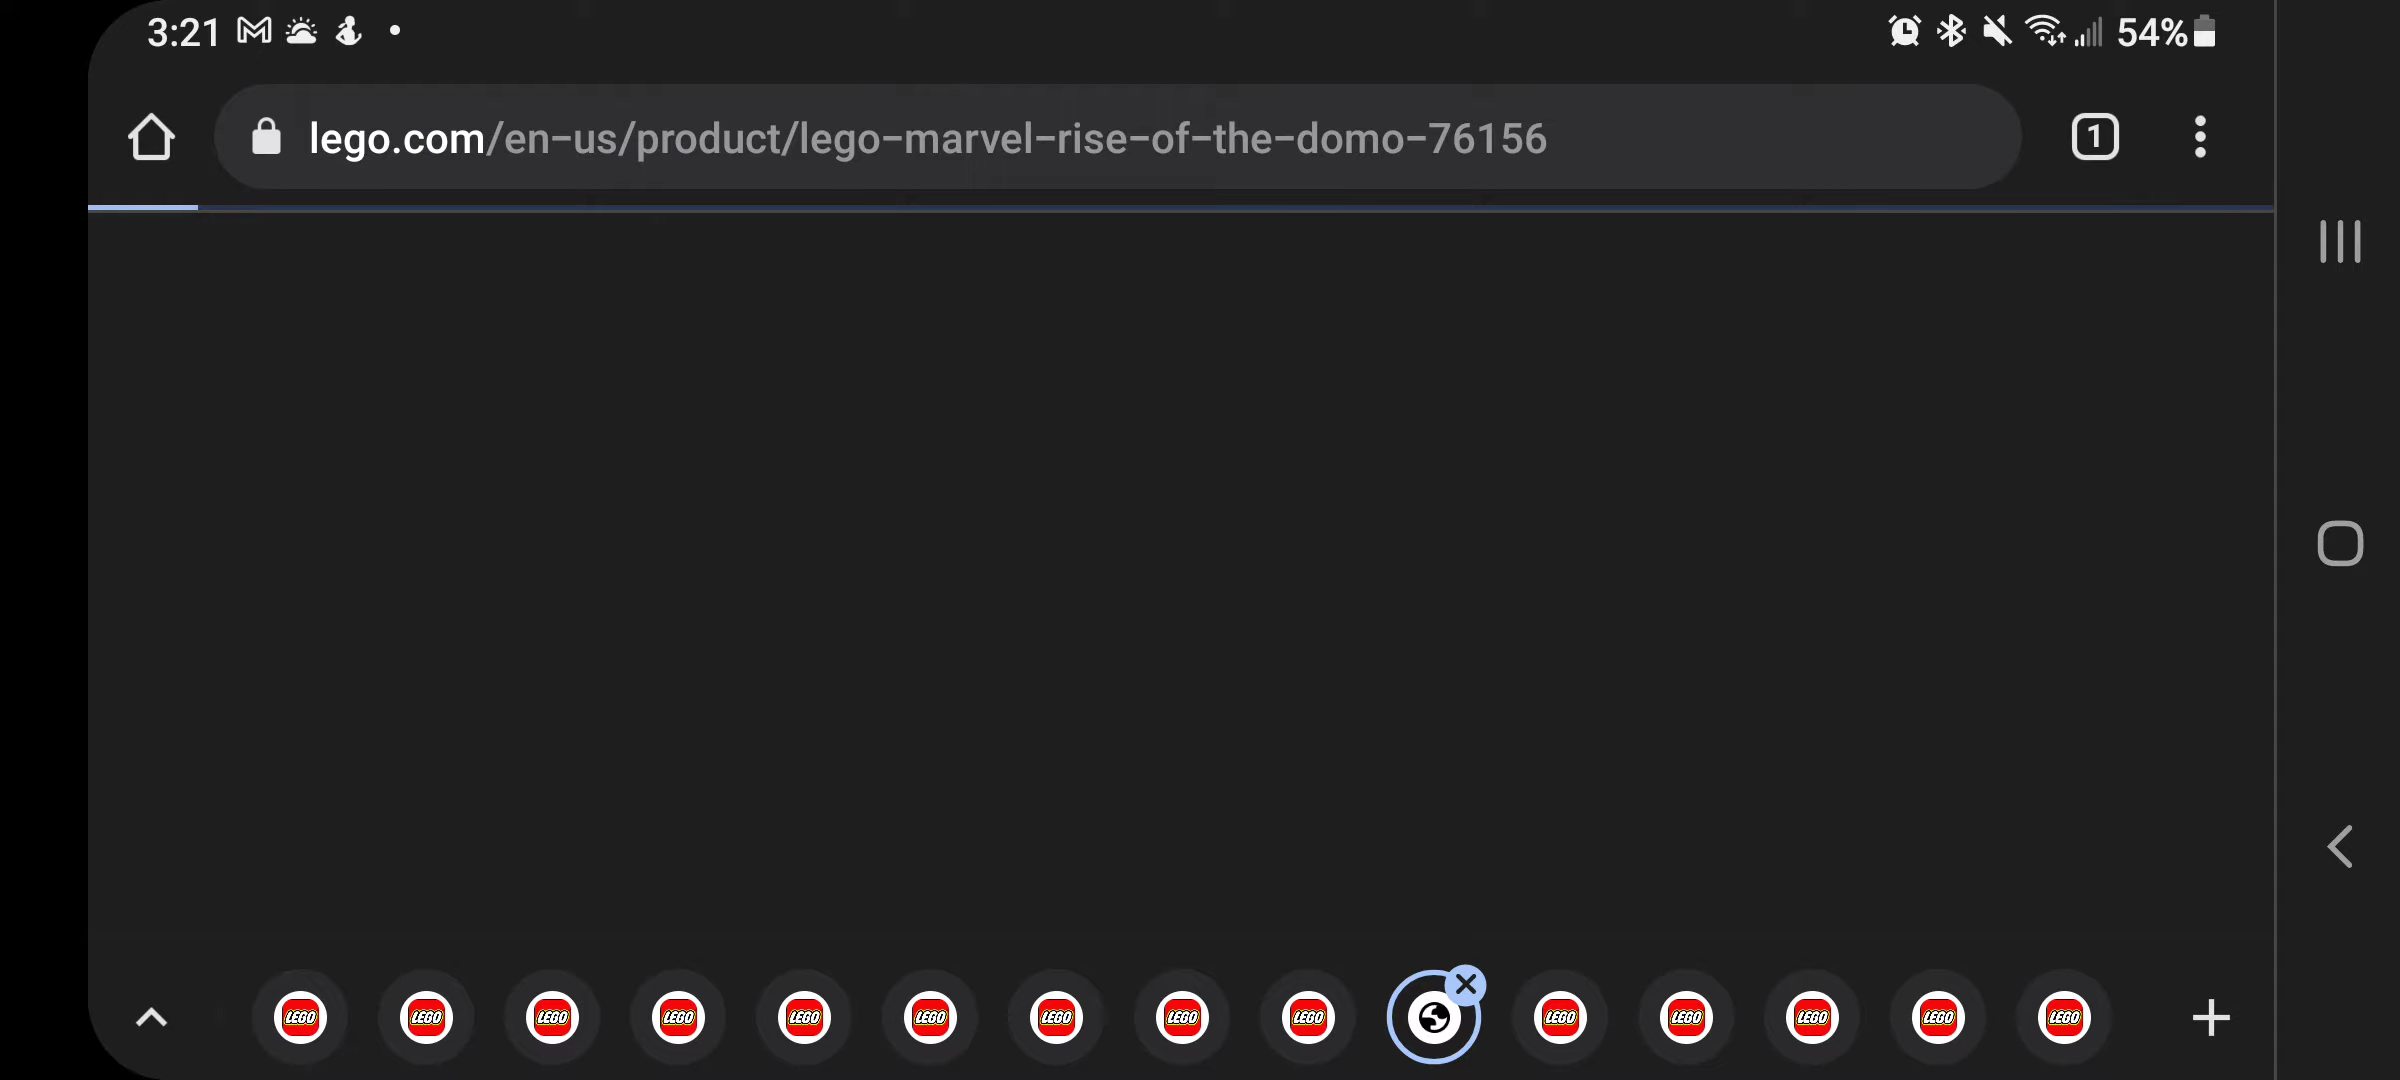 3:21
54%
lego.com/en-us/product/lego-marvel-rise-of-the-domo-76156
1
LEGO LEGO LEGO LEGO LEGO LEGO LEGO LEGO LEGO LEGO LEGO LEGO LEGO LEGO